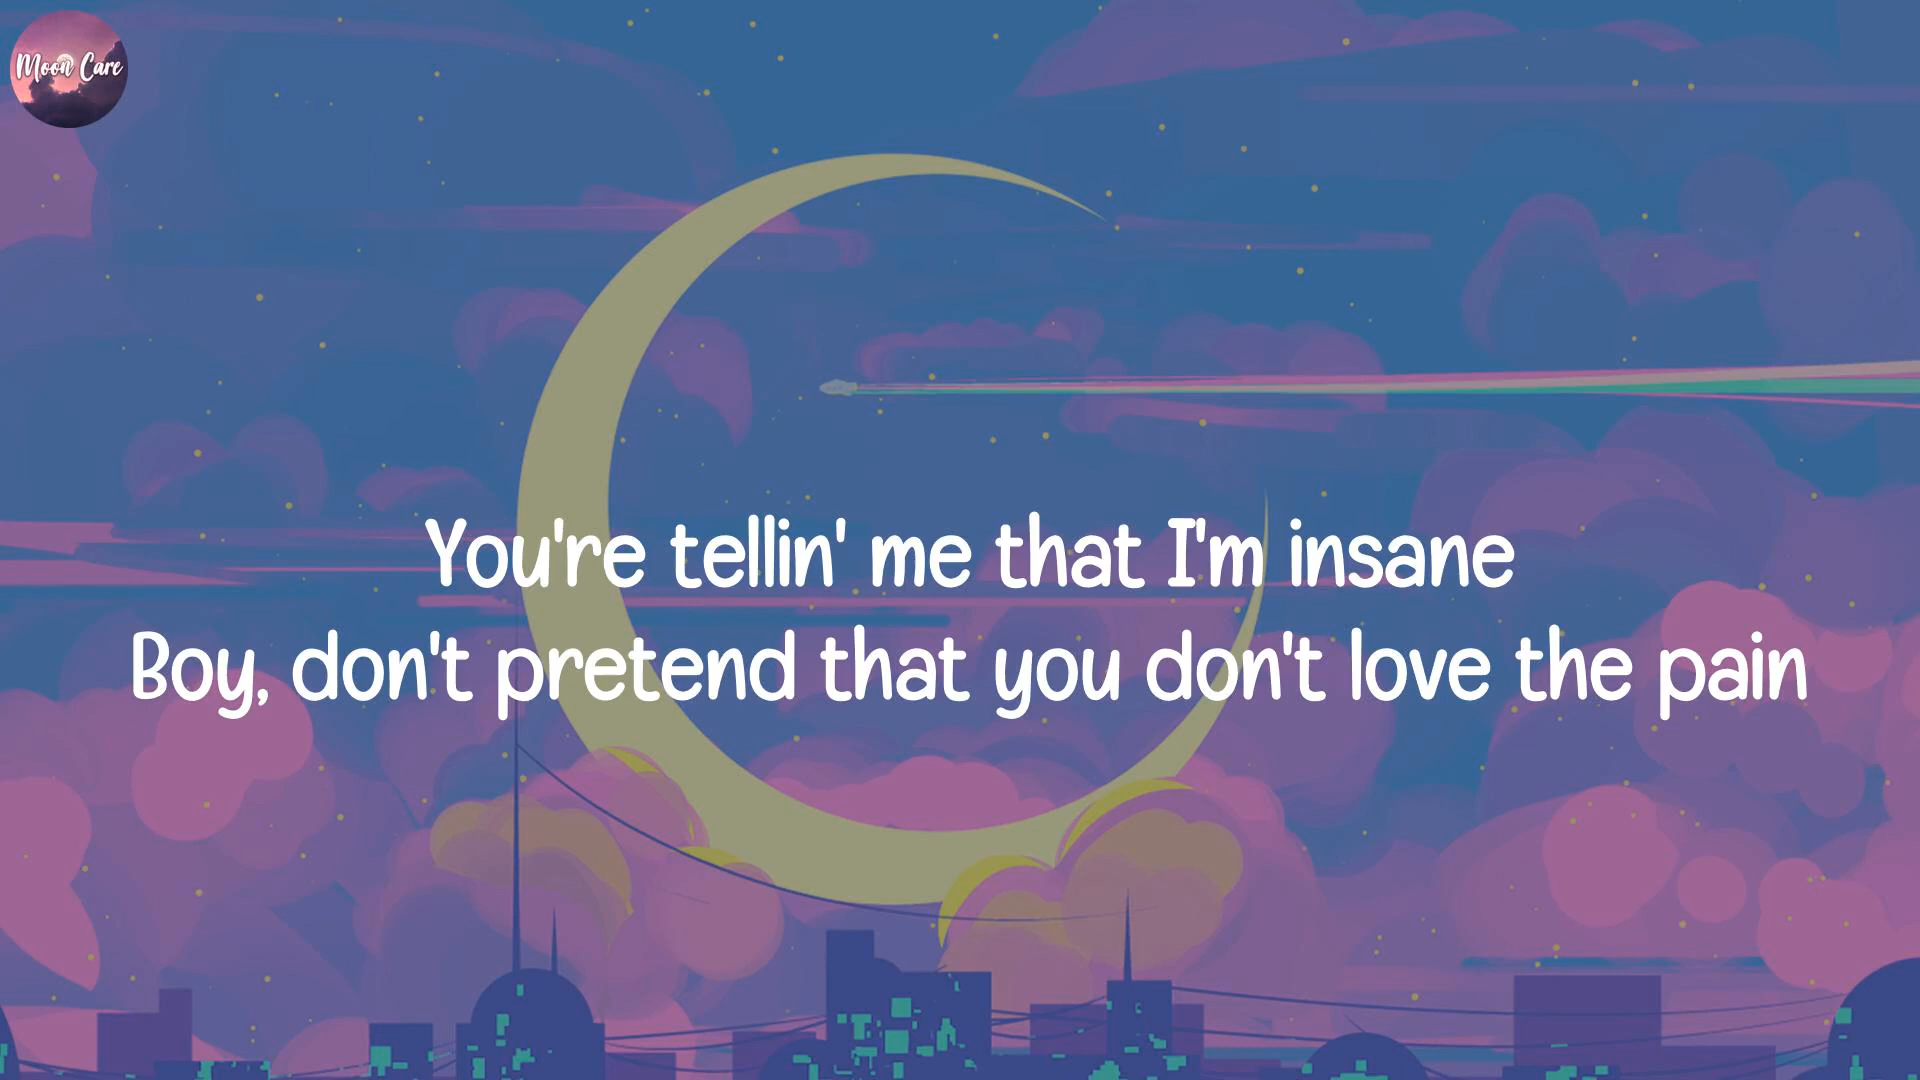 Moon Care
You're tellin' me that I'm insane
Boy, don't pretend that you don't love the pain